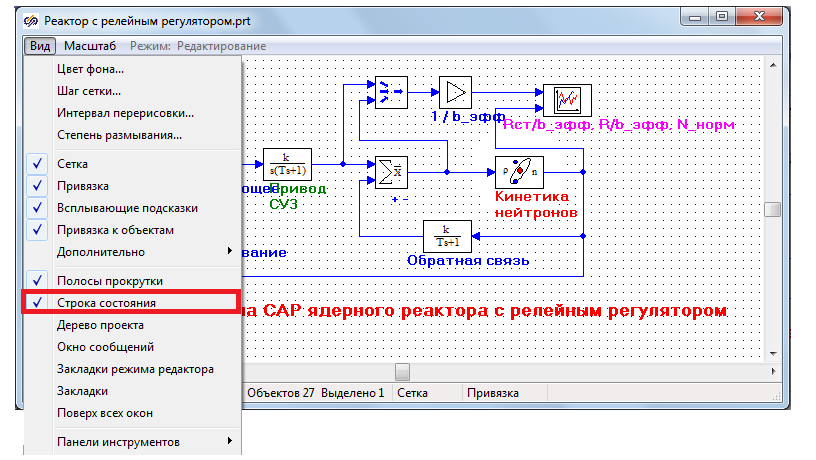 Реактор с релейным регулятором.prt
Вид Масштаб Режим: Редактирование
Цвет фона...
Шаг сетки...
Интервал перерисовки...
Степень размывания...
Сетка
Привязка
Всплывающие подсказки
Привязка к объектам
Дополнительно
Полосы прокрутки
Строка состояния
Дерево проекта
Окно сообщений
Закладки режима редактора
Закладки
Поверх всех окон
Панели инструментов
1 / b_эфф
Rст/b_эфф, R/b_эфф, N_норм
k
s(Ts+1)
Привод
СУЗ
Σ x̄
+ -
ρ n
Кинетика
нейтронов
k
Ts+1
Обратная связь
вание
ма САР ядерного реактора с релейным регулятором
Объектов 27 Выделено 1 Сетка Привязка